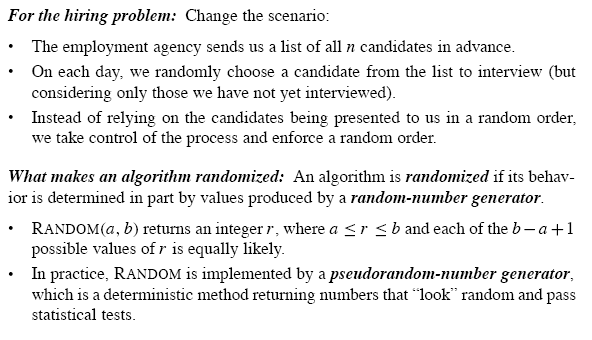 For the hiring problem: Change the scenario:
• The employment agency sends us a list of all n candidates in advance.
• On each day, we randomly choose a candidate from the list to interview (but
considering only those we have not yet interviewed).
• Instead of relying on the candidates being presented to us in a random order,
we take control of the process and enforce a random order.
What makes an algorithm randomized: An algorithm is randomized if its behav-
ior is determined in part by values produced by a random-number generator.
• RANDOM(a, b) returns an integer r, where a ≤ r ≤ b and each of the b − a + 1
possible values of r is equally likely.
• In practice, RANDOM is implemented by a pseudorandom-number generator,
which is a deterministic method returning numbers that “look” random and pass
statistical tests.